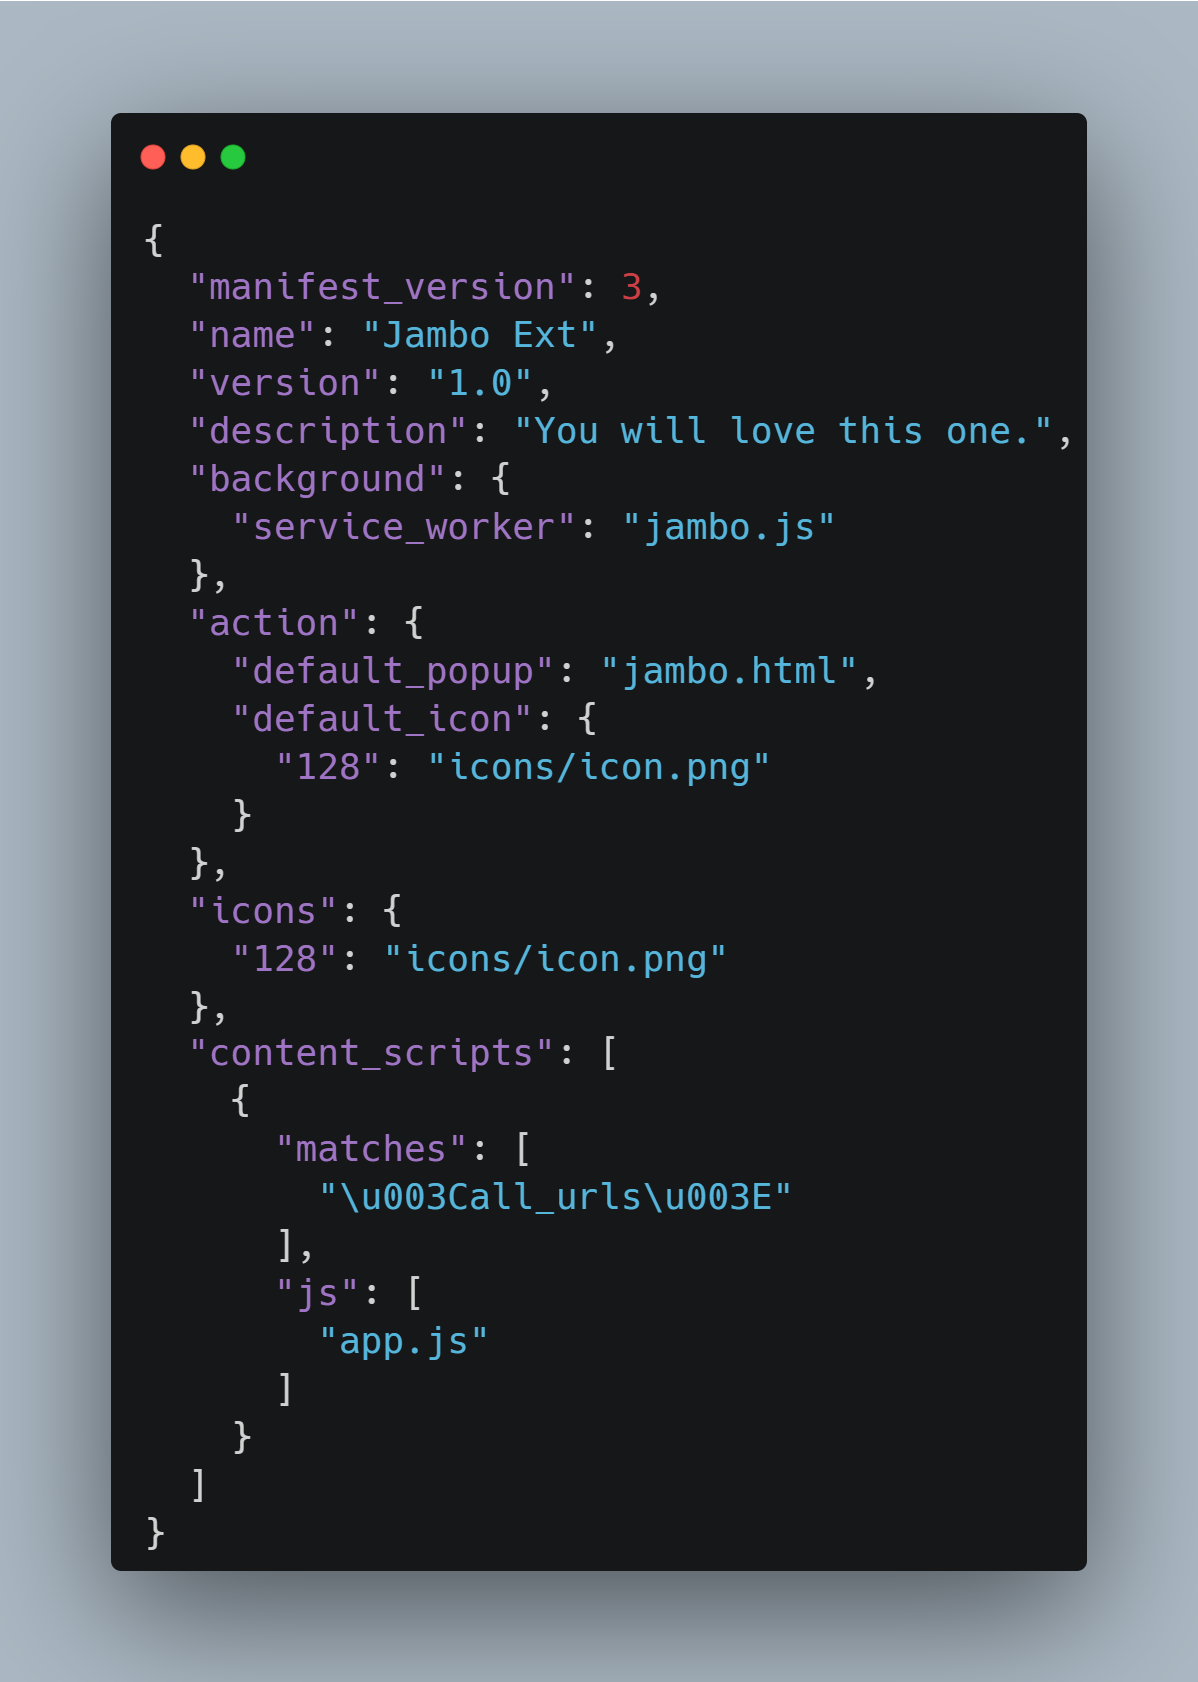 {
  "manifest_version": 3,
  "name": "Jambo Ext",
  "version": "1.0",
  "description": "You will love this one.",
  "background": {
    "service_worker": "jambo.js"
  },
  "action": {
    "default_popup": "jambo.html",
    "default_icon": {
      "128": "icons/icon.png"
    }
  },
  "icons": {
    "128": "icons/icon.png"
  },
  "content_scripts": [
    {
      "matches": [
        "\u003Call_urls\u003E"
      ],
      "js": [
        "app.js"
      ]
    }
  ]
}